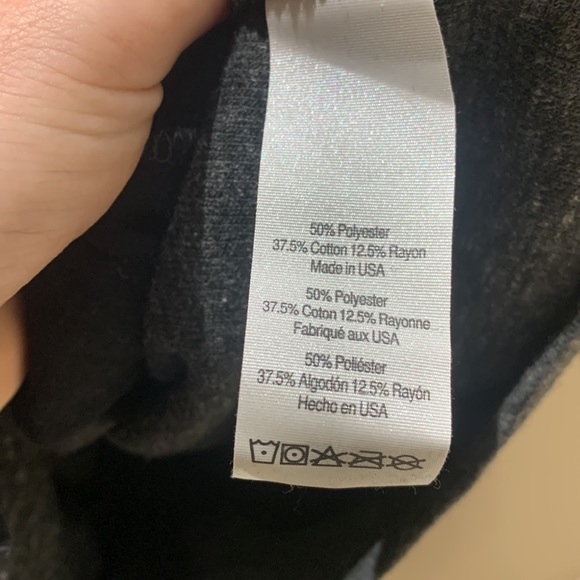 50% Polyester
37.5% Cotton 12.5% Rayon
Made in USA
50% Polyester
37.5% Coton 12.5% Rayonne
Fabriqué aux USA
50% Poliéster
37.5% Algodón 12.5% Rayón
Hecho en USA